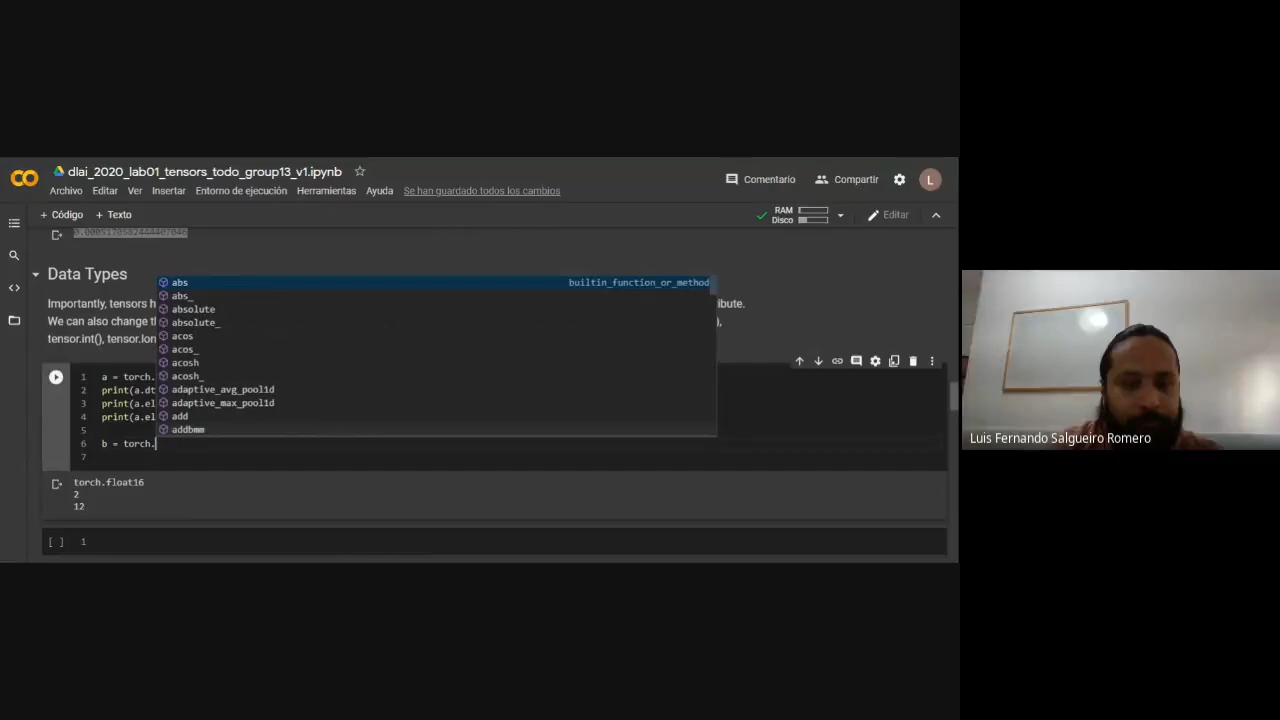 dlai_2020_lab01_tensors_todo_group13_v1.ipynb
Archivo Editar Ver Insertar Entorno de ejecución Herramientas Ayuda Se han guardado todos los cambios
Comentario Compartir L
+ Código + Texto
RAM
Disco
Editar
Data Types
Importantly, tensors h
ibute.
We can also change t
),
tensor.int(), tensor.lon
abs builtin_function_or_method
abs_
absolute
absolute_
acos
acos_
acosh
acosh_
adaptive_avg_pool1d
adaptive_max_pool1d
add
addbmm
1 a = torch.
2 print(a.dt
3 print(a.el
4 print(a.el
5
6 b = torch.
7
torch.float16
2
12
[ ] 1
Luis Fernando Salgueiro Romero